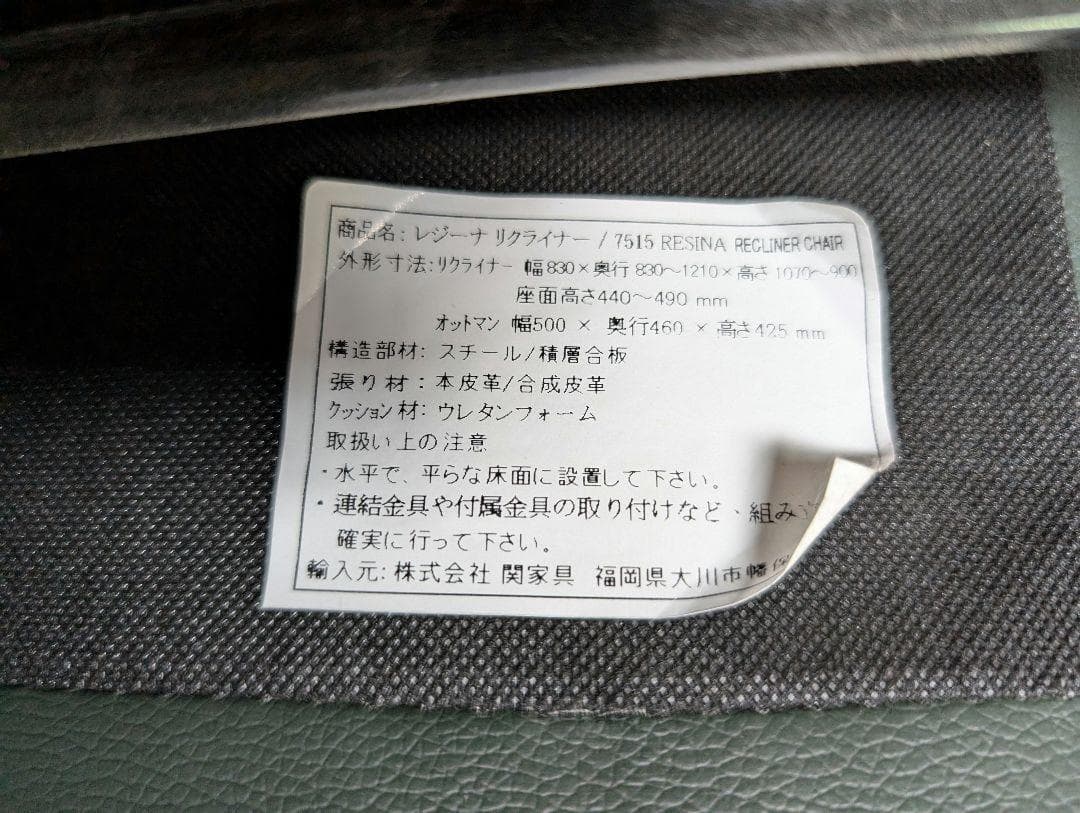 商品名: レジーナ リクライナー / 7515 RESINA RECLINER CHAIR
外形寸法:リクライナー 幅830×奥行 830～1210×高さ 1070～900
座面高さ440～490 mm
オットマン 幅500 × 奥行460 × 高さ425 mm
構造部材: スチール/積層合板
張り材: 本皮革/合成皮革
クッション材: ウレタンフォーム
取扱い上の注意
・水平で、平らな床面に設置して下さい。
・連結金具や付属金具の取り付けなど、組み
確実に行って下さい。
輸入元: 株式会社 関家具 福岡県大川市幡